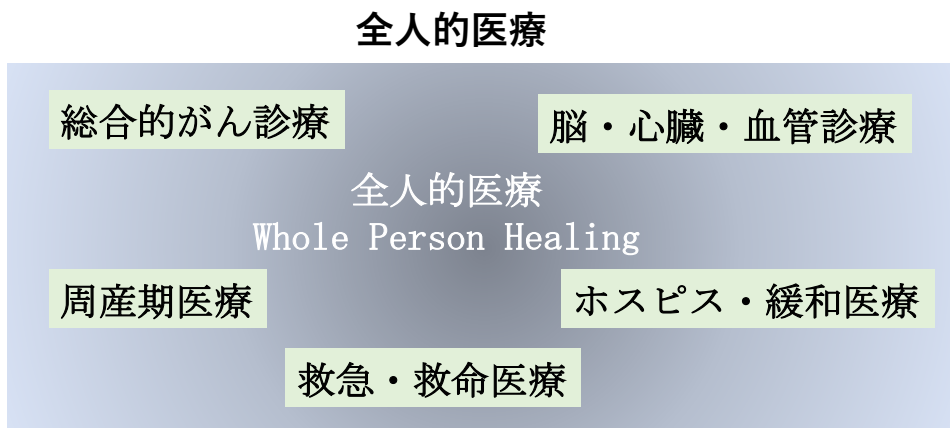 全人的医療
総合的がん診療
脳・心臓・血管診療
全人的医療
Whole Person Healing
周産期医療
ホスピス・緩和医療
救急・救命医療